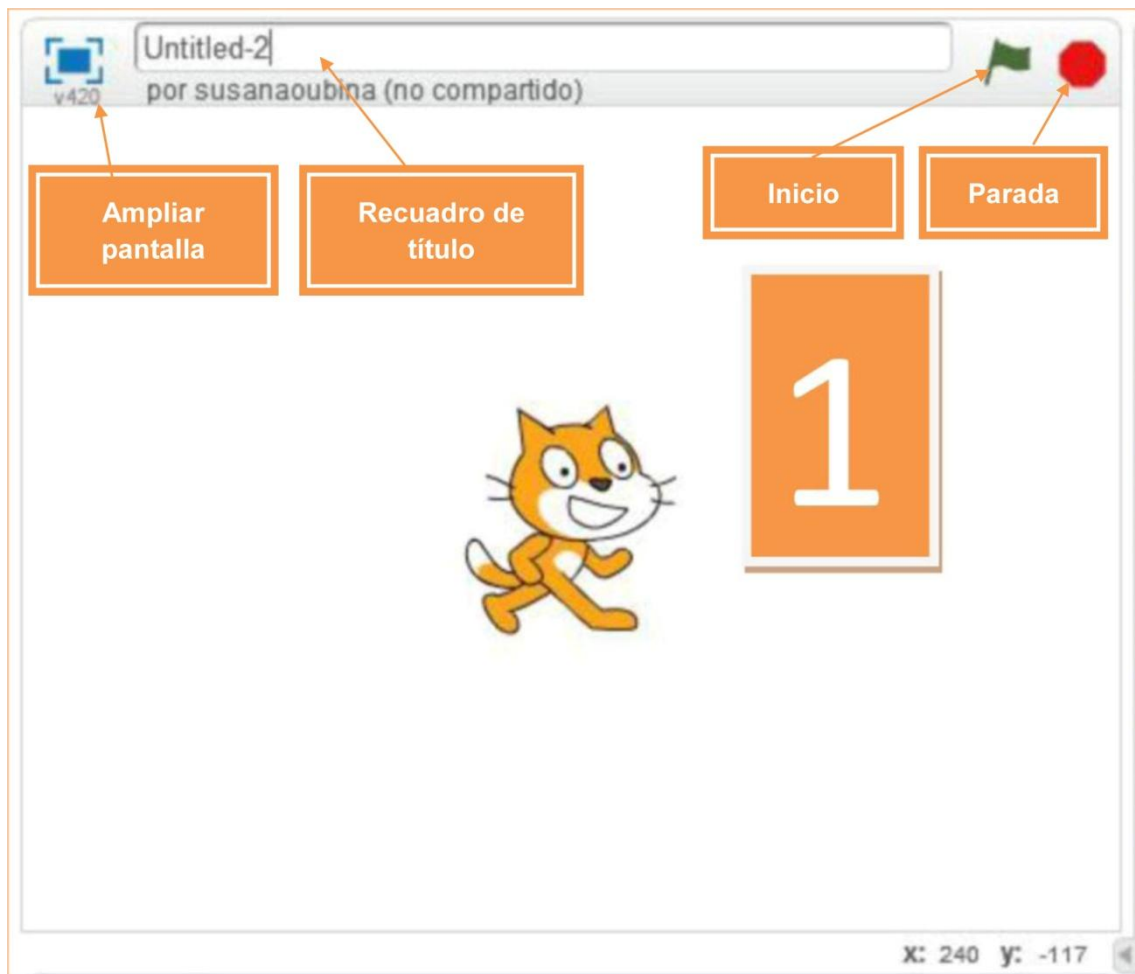 Untitled-2
v420
por susanaoubina (no compartido)
Ampliar
pantalla
Recuadro de
título
Inicio
Parada
1
x: 240 y: -117